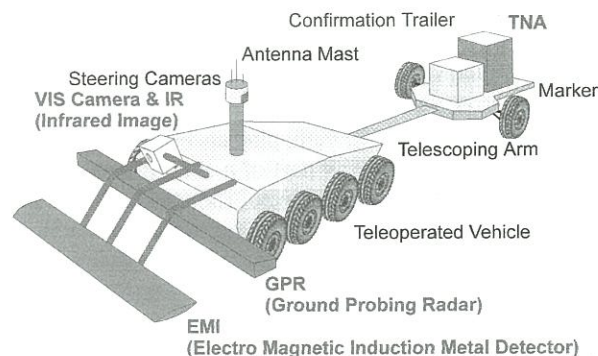 Confirmation Trailer
TNA
Antenna Mast
Steering Cameras
VIS Camera & IR
(Infrared Image)
Marker
Telescoping Arm
Teleoperated Vehicle
GPR
(Ground Probing Radar)
EMI
(Electro Magnetic Induction Metal Detector)